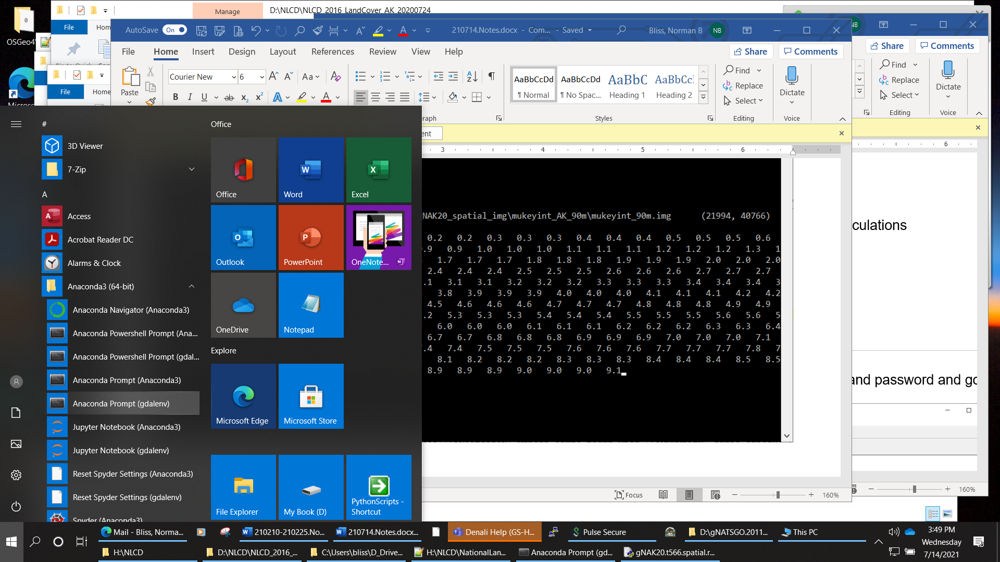 OSGeo4
Manage
D:\NLCD\NLCD_2016_LandCover_AK_20200724
File
Hom
File
Home
AutoSave
On
210714.Notes.docx - Com... - Saved
Bliss, Norman B
NB
File
Home
Insert
Design
Layout
References
Review
View
Help
Share
Comments
Share
Comments
Paste
Courier New
6
Aa
AaBbCcDd
¶ Normal
AaBbCcDd
¶ No Spac...
AaBbC
Heading 1
AaBbCcI
Heading 2
Find
Replace
Select
Dictate
Find
Replace
Select
Dictate
raph
Styles
Editing
Voice
Editing
Voice
ent
3
4
5
6
6
#
3D Viewer
7-Zip
A
Access
Acrobat Reader DC
Alarms & Clock
Anaconda3 (64-bit)
Anaconda Navigator (Anaconda3)
Anaconda Powershell Prompt (Ana...
Anaconda Powershell Prompt (gdal...
Anaconda Prompt (Anaconda3)
Anaconda Prompt (gdalenv)
Jupyter Notebook (Anaconda3)
Jupyter Notebook (gdalenv)
Reset Spyder Settings (Anaconda3)
Reset Spyder Settings (gdalenv)
Spyder (Anaconda3)
Office
Office
Word
Excel
Outlook
PowerPoint
OneNote...
OneDrive
Notepad
Explore
Microsoft Edge
Microsoft Store
File Explorer
My Book (D)
PythonScripts - Shortcut
NAK20_spatial_img\mukeyint_AK_90m\mukeyint_90m.img (21994, 40766)
0.2 0.2 0.3 0.3 0.3 0.4 0.4 0.4 0.5 0.5 0.5 0.6
.9 0.9 1.0 1.0 1.0 1.1 1.1 1.1 1.2 1.2 1.2 1.3 1
1.7 1.7 1.7 1.8 1.8 1.8 1.9 1.9 1.9 2.0 2.0 2.0
2.4 2.4 2.4 2.5 2.5 2.5 2.6 2.6 2.6 2.7 2.7 2.7
.1 3.1 3.1 3.2 3.2 3.2 3.3 3.3 3.3 3.4 3.4 3.4 3
3.8 3.9 3.9 3.9 4.0 4.0 4.0 4.1 4.1 4.1 4.2 4.2
4.5 4.6 4.6 4.6 4.7 4.7 4.7 4.8 4.8 4.8 4.9 4.9
.2 5.3 5.3 5.3 5.4 5.4 5.4 5.5 5.5 5.5 5.6 5.6 5
6.0 6.0 6.0 6.1 6.1 6.1 6.2 6.2 6.2 6.3 6.3 6.4
6.7 6.7 6.8 6.8 6.8 6.9 6.9 6.9 7.0 7.0 7.0 7.1
.4 7.4 7.5 7.5 7.5 7.6 7.6 7.6 7.7 7.7 7.7 7.8 7
8.1 8.2 8.2 8.2 8.3 8.3 8.3 8.4 8.4 8.4 8.5 8.5
8.9 8.9 8.9 9.0 9.0 9.0 9.1
culations
and password and go
Focus
160%
160%
Mail - Bliss, Norma...
210210-210225.No...
210714.Notes.docx...
Denali Help (GS-H...
Pulse Secure
D:\gNATSGO.2011...
This PC
H:\NLCD
D:\NLCD\NLCD_2016_...
C:\Users\bliss\D_Drive...
H:\NLCD\NationalLan...
Anaconda Prompt (gd...
gNAK20.t566.spatial.r...
3:49 PM
Wednesday
7/14/2021